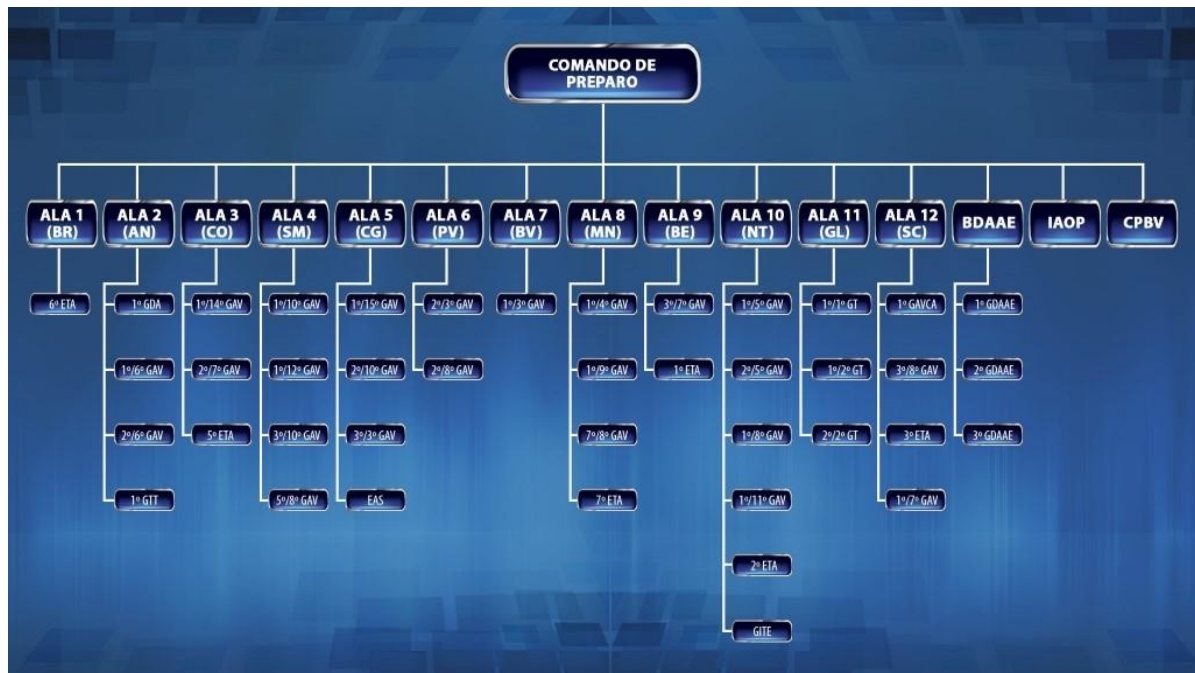 COMANDO DE
PREPARO
ALA 1
(BR)
ALA 2
(AN)
ALA 3
(CO)
ALA 4
(SM)
ALA 5
(CG)
ALA 6
(PV)
ALA 7
(BV)
ALA 8
(MN)
ALA 9
(BE)
ALA 10
(NT)
ALA 11
(GL)
ALA 12
(SC)
BDAAE
IAOP
CPBV
6º ETA
1º GDA
1º/6º GAV
2º/6º GAV
1º GTT
1º/14º GAV
2º/7º GAV
5º ETA
1º/10º GAV
1º/12º GAV
3º/10º GAV
5º/8º GAV
1º/15º GAV
2º/10º GAV
3º/3º GAV
EAS
2º/3º GAV
2º/8º GAV
1º/3º GAV
1º/4º GAV
1º/9º GAV
7º/8º GAV
7º ETA
3º/7º GAV
1º ETA
1º/5º GAV
2º/5º GAV
1º/8º GAV
1º/11º GAV
2º ETA
GITE
1º/1º GT
1º/2º GT
2º/2º GT
1º GAVCA
3º/8º GAV
3º ETA
1º/7º GAV
1º GDAAE
2º GDAAE
3º GDAAE